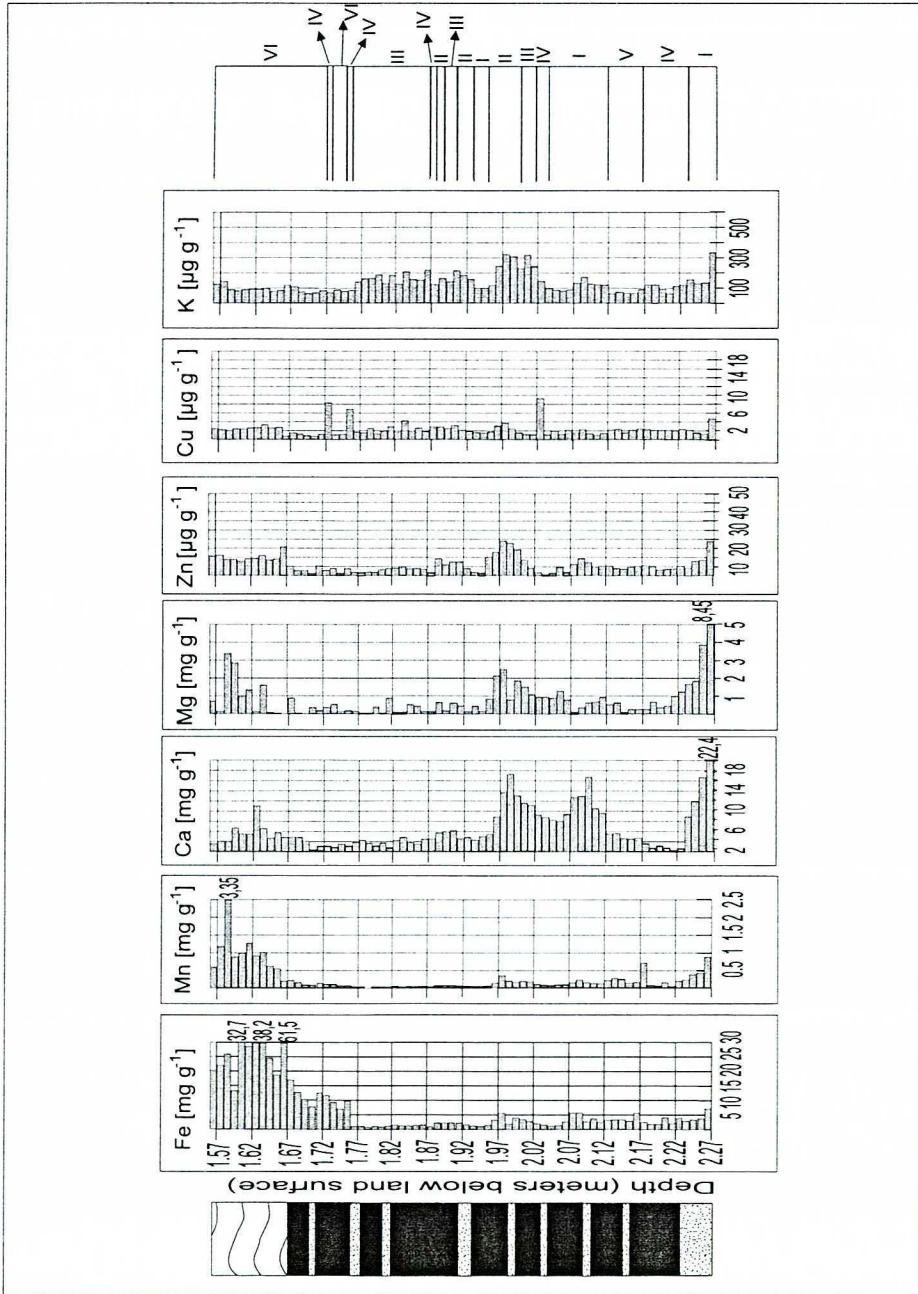 VI
IV
VI
IV
III
IV
II
III
II
I
II
III
IV
I
V
IV
I
K [µg g⁻¹]
100 300 500
Cu [µg g⁻¹]
2 6 10 14 18
Zn [µg g⁻¹]
10 20 30 40 50
Mg [mg g⁻¹]
1 2 3 4 5
8,45
Ca [mg g⁻¹]
2 6 10 14 18
22,4
Mn [mg g⁻¹]
3,35
0.5 1 1.5 2 2.5
Fe [mg g⁻¹]
32,7
38,2
61,5
5 10 15 20 25 30
1.57
1.62
1.67
1.72
1.77
1.82
1.87
1.92
1.97
2.02
2.07
2.12
2.17
2.22
2.27
Depth (meters below land surface)